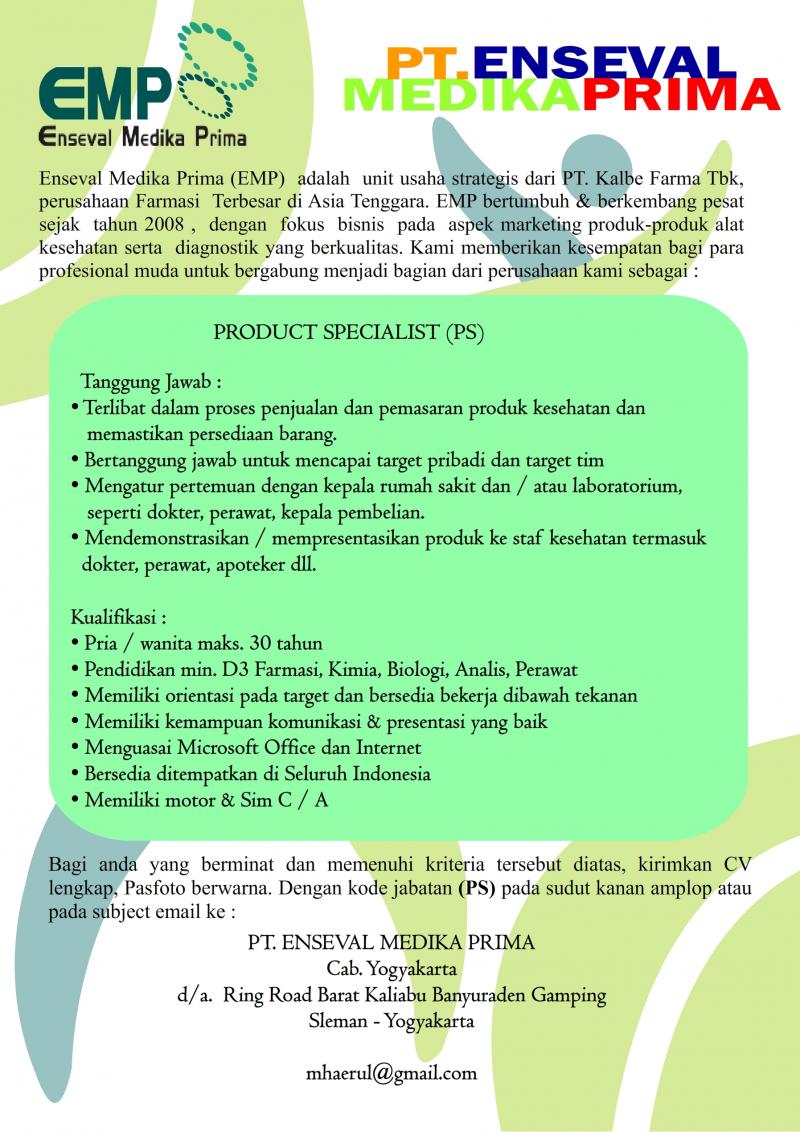 EMP
Enseval Medika Prima
PT.ENSEVAL
MEDIKAPRIMA
Enseval Medika Prima (EMP) adalah unit usaha strategis dari PT. Kalbe Farma Tbk,
perusahaan Farmasi Terbesar di Asia Tenggara. EMP bertumbuh & berkembang pesat
sejak tahun 2008 , dengan fokus bisnis pada aspek marketing produk-produk alat
kesehatan serta diagnostik yang berkualitas. Kami memberikan kesempatan bagi para
profesional muda untuk bergabung menjadi bagian dari perusahaan kami sebagai :
PRODUCT SPECIALIST (PS)
Tanggung Jawab :
• Terlibat dalam proses penjualan dan pemasaran produk kesehatan dan
memastikan persediaan barang.
• Bertanggung jawab untuk mencapai target pribadi dan target tim
• Mengatur pertemuan dengan kepala rumah sakit dan / atau laboratorium,
seperti dokter, perawat, kepala pembelian.
• Mendemonstrasikan / mempresentasikan produk ke staf kesehatan termasuk
dokter, perawat, apoteker dll.
Kualifikasi :
• Pria / wanita maks. 30 tahun
• Pendidikan min. D3 Farmasi, Kimia, Biologi, Analis, Perawat
• Memiliki orientasi pada target dan bersedia bekerja dibawah tekanan
• Memiliki kemampuan komunikasi & presentasi yang baik
• Menguasai Microsoft Office dan Internet
• Bersedia ditempatkan di Seluruh Indonesia
• Memiliki motor & Sim C / A
Bagi anda yang berminat dan memenuhi kriteria tersebut diatas, kirimkan CV
lengkap, Pasfoto berwarna. Dengan kode jabatan (PS) pada sudut kanan amplop atau
pada subject email ke :
PT. ENSEVAL MEDIKA PRIMA
Cab. Yogyakarta
d/a. Ring Road Barat Kaliabu Banyuraden Gamping
Sleman - Yogyakarta
mhaerul@gmail.com